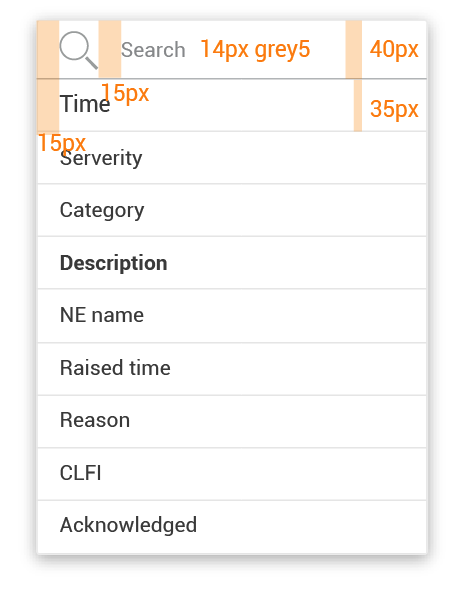 Search 14px grey5 40px
15px
Time 35px
15px
Serverity
Category
Description
NE name
Raised time
Reason
CLFI
Acknowledged